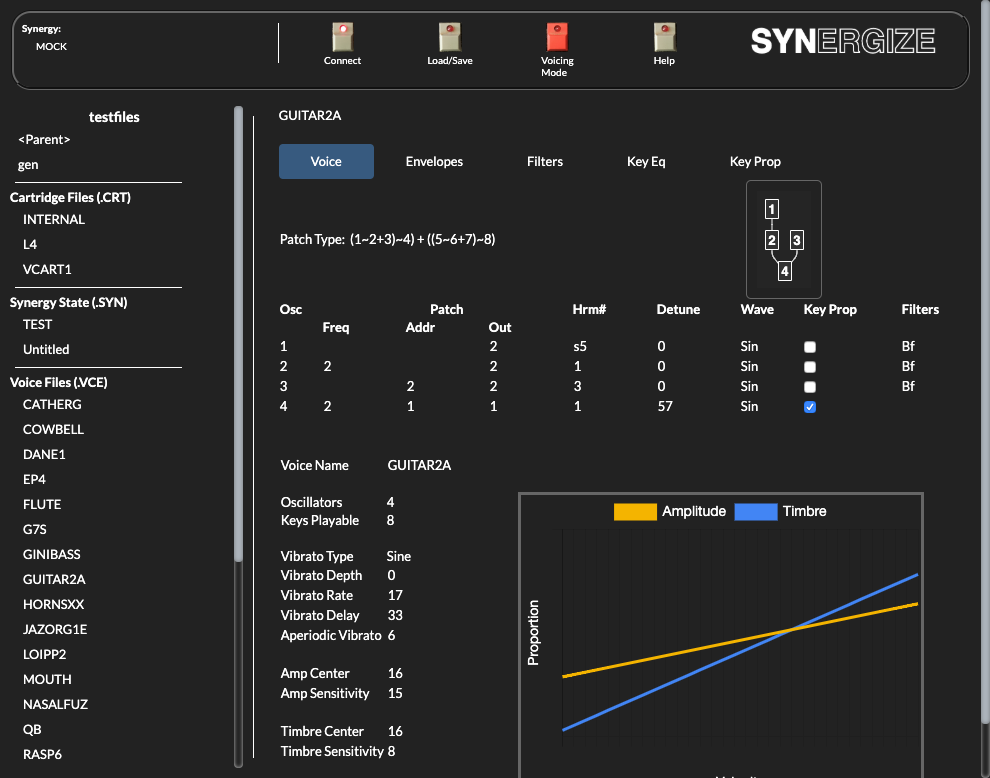 Synergy:
MOCK
Connect
Load/Save
Voicing
Mode
Help
SYNERGIZE
testfiles
<Parent>
gen
Cartridge Files (.CRT)
INTERNAL
L4
VCART1
Synergy State (.SYN)
TEST
Untitled
Voice Files (.VCE)
CATHERG
COWBELL
DANE1
EP4
FLUTE
G7S
GINIBASS
GUITAR2A
HORNSXX
JAZORG1E
LOIPP2
MOUTH
NASALFUZ
QB
RASP6
GUITAR2A
Voice Envelopes Filters Key Eq Key Prop
Patch Type: (1~2+3)~4) + ((5~6+7)~8)
1
2 3
4
Osc Patch Hrm# Detune Wave Key Prop Filters
Freq Addr Out
1 2 s5 0 Sin Bf
2 2 2 1 0 Sin Bf
3 2 2 3 0 Sin Bf
4 2 1 1 1 57 Sin
Voice Name GUITAR2A
Oscillators 4
Keys Playable 8
Vibrato Type Sine
Vibrato Depth 0
Vibrato Rate 17
Vibrato Delay 33
Aperiodic Vibrato 6
Amp Center 16
Amp Sensitivity 15
Timbre Center 16
Timbre Sensitivity 8
Amplitude Timbre
Proportion